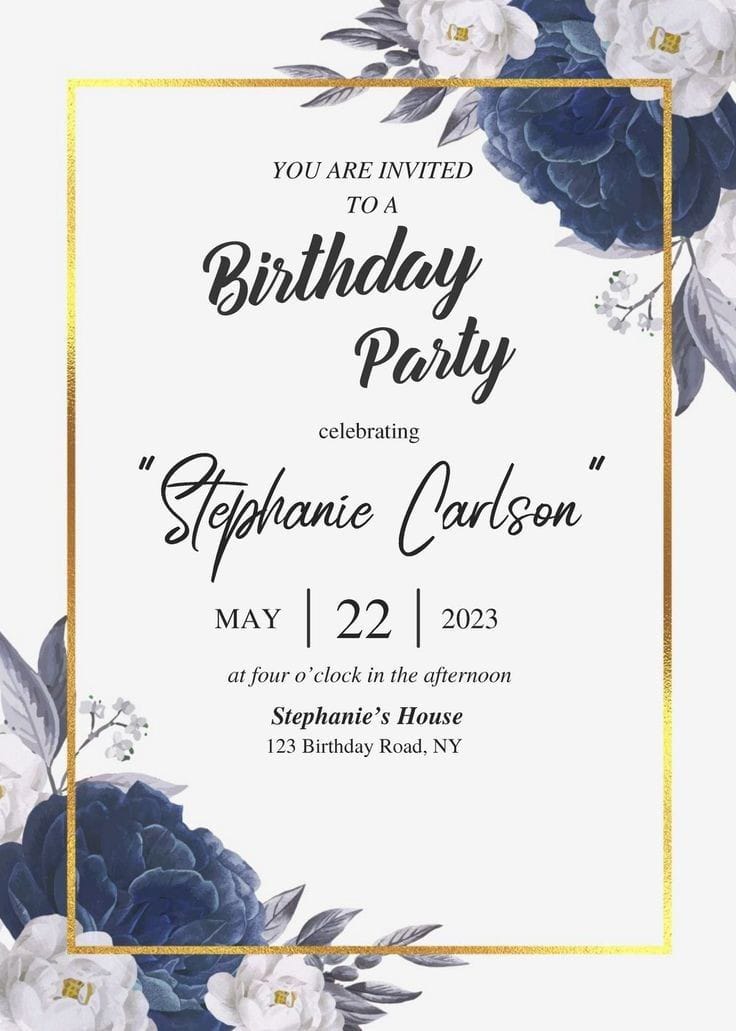 YOU ARE INVITED
TO A
Birthday
Party
celebrating
"Stephanie Carlson"
MAY | 22 | 2023
at four o’clock in the afternoon
Stephanie’s House
123 Birthday Road, NY